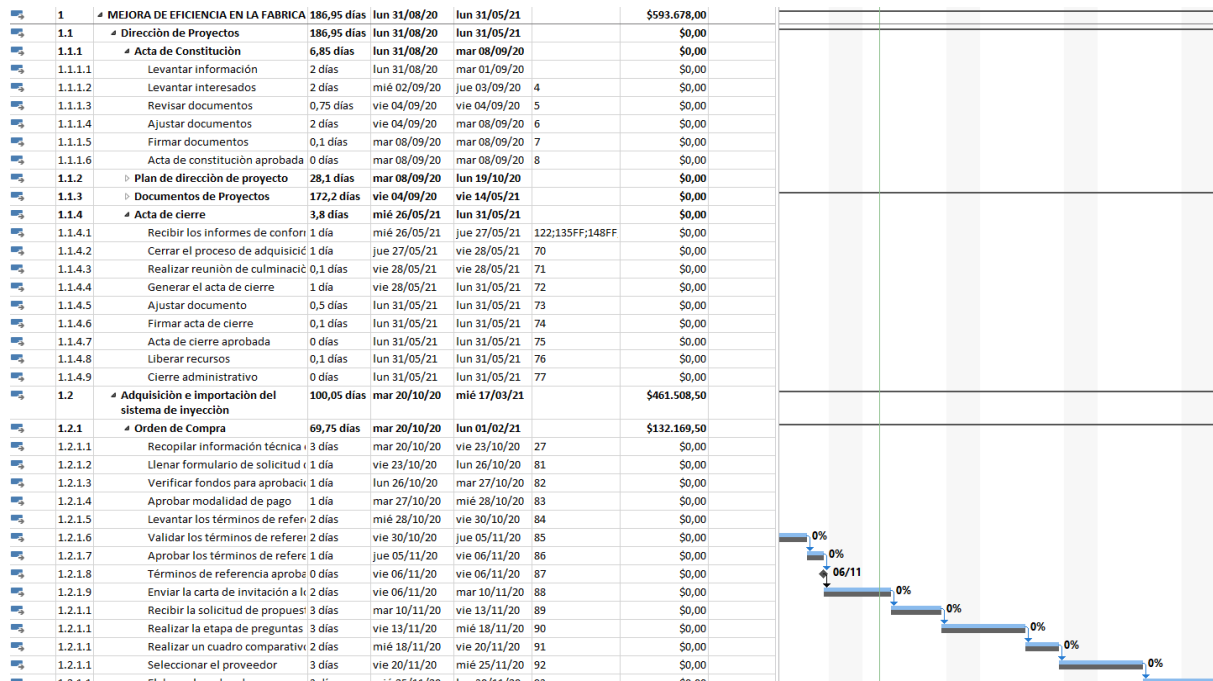 1 MEJORA DE EFICIENCIA EN LA FABRICA 186,95 días lun 31/08/20 lun 31/05/21 $593.678,00
1.1 Direcciòn de Proyectos 186,95 días lun 31/08/20 lun 31/05/21 $0,00
1.1.1 Acta de Constituciòn 6,85 días lun 31/08/20 mar 08/09/20 $0,00
1.1.1.1 Levantar información 2 días lun 31/08/20 mar 01/09/20 $0,00
1.1.1.2 Levantar interesados 2 días mié 02/09/20 jue 03/09/20 4 $0,00
1.1.1.3 Revisar documentos 0,75 días vie 04/09/20 vie 04/09/20 5 $0,00
1.1.1.4 Ajustar documentos 2 días vie 04/09/20 mar 08/09/20 6 $0,00
1.1.1.5 Firmar documentos 0,1 días mar 08/09/20 mar 08/09/20 7 $0,00
1.1.1.6 Acta de constituciòn aprobada 0 días mar 08/09/20 mar 08/09/20 8 $0,00
1.1.2 Plan de direcciòn de proyecto 28,1 días mar 08/09/20 lun 19/10/20 $0,00
1.1.3 Documentos de Proyectos 172,2 días vie 04/09/20 vie 14/05/21 $0,00
1.1.4 Acta de cierre 3,8 días mié 26/05/21 lun 31/05/21 $0,00
1.1.4.1 Recibir los informes de confor 1 día mié 26/05/21 jue 27/05/21 122;135FF;148FF $0,00
1.1.4.2 Cerrar el proceso de adquisició 1 día jue 27/05/21 vie 28/05/21 70 $0,00
1.1.4.3 Realizar reuniòn de culminaciò 0,1 días vie 28/05/21 vie 28/05/21 71 $0,00
1.1.4.4 Generar el acta de cierre 1 día vie 28/05/21 lun 31/05/21 72 $0,00
1.1.4.5 Ajustar documento 0,5 días lun 31/05/21 lun 31/05/21 73 $0,00
1.1.4.6 Firmar acta de cierre 0,1 días lun 31/05/21 lun 31/05/21 74 $0,00
1.1.4.7 Acta de cierre aprobada 0 días lun 31/05/21 lun 31/05/21 75 $0,00
1.1.4.8 Liberar recursos 0,1 días lun 31/05/21 lun 31/05/21 76 $0,00
1.1.4.9 Cierre administrativo 0 días lun 31/05/21 lun 31/05/21 77 $0,00
1.2 Adquisiciòn e importaciòn del 100,05 días mar 20/10/20 mié 17/03/21 $461.508,50
sistema de inyecciòn
1.2.1 Orden de Compra 69,75 días mar 20/10/20 lun 01/02/21 $132.169,50
1.2.1.1 Recopilar información técnica 3 días mar 20/10/20 vie 23/10/20 27 $0,00
1.2.1.2 Llenar formulario de solicitud 1 día vie 23/10/20 lun 26/10/20 81 $0,00
1.2.1.3 Verificar fondos para aprobaci 1 día lun 26/10/20 mar 27/10/20 82 $0,00
1.2.1.4 Aprobar modalidad de pago 1 día mar 27/10/20 mié 28/10/20 83 $0,00
1.2.1.5 Levantar los términos de refer 2 días mié 28/10/20 vie 30/10/20 84 $0,00
1.2.1.6 Validar los términos de referen 2 días vie 30/10/20 jue 05/11/20 85 $0,00 0%
1.2.1.7 Aprobar los términos de refere 1 día jue 05/11/20 vie 06/11/20 86 $0,00 0%
1.2.1.8 Términos de referencia aproba 0 días vie 06/11/20 vie 06/11/20 87 $0,00 06/11
1.2.1.9 Enviar la carta de invitación a l 2 días vie 06/11/20 mar 10/11/20 88 $0,00 0%
1.2.1.1 Recibir la solicitud de propues 3 días mar 10/11/20 vie 13/11/20 89 $0,00 0%
1.2.1.1 Realizar la etapa de preguntas 3 días vie 13/11/20 mié 18/11/20 90 $0,00 0%
1.2.1.1 Realizar un cuadro comparativ 2 días mié 18/11/20 vie 20/11/20 91 $0,00 0%
1.2.1.1 Seleccionar el proveedor 3 días vie 20/11/20 mié 25/11/20 92 $0,00 0%